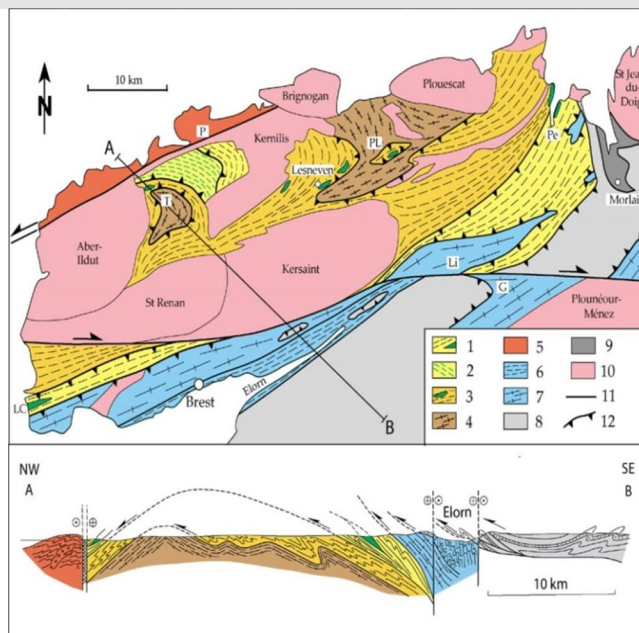 10 km
N
Brignogan
Plouescat
St Jean-
du-
Doigt
P
A
Kernilis
PL
Lesneven
Pe
T
Morlaix
Aber-
Ildut
Kersaint
Li
St Renan
G
Plounéour-
Ménez
LC
Brest
Elorn
B
1 5 9
2 6 10
3 7 11
4 8 12
NW
A
SE
B
Elorn
10 km